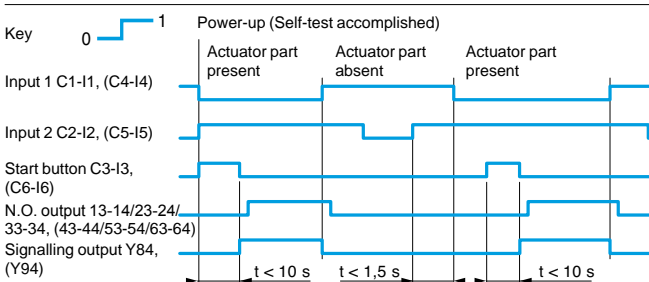 Key
0
1
Power-up (Self-test accomplished)
Actuator part
present
Actuator part
absent
Actuator part
present
Input 1 C1-I1, (C4-I4)
Input 2 C2-I2, (C5-I5)
Start button C3-I3,
(C6-I6)
N.O. output 13-14/23-24/
33-34, (43-44/53-54/63-64)
Signalling output Y84,
(Y94)
t < 10 s
t < 1,5 s
t < 10 s